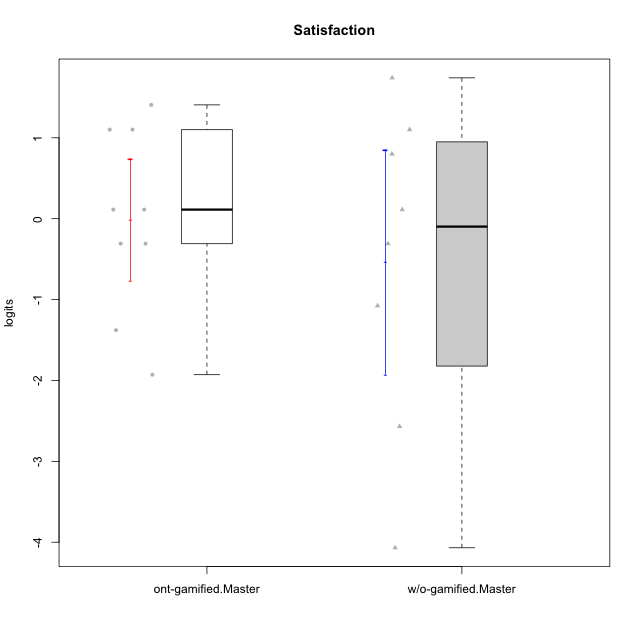 Satisfaction
logits
1
0
-1
-2
-3
-4
ont-gamified.Master
w/o-gamified.Master